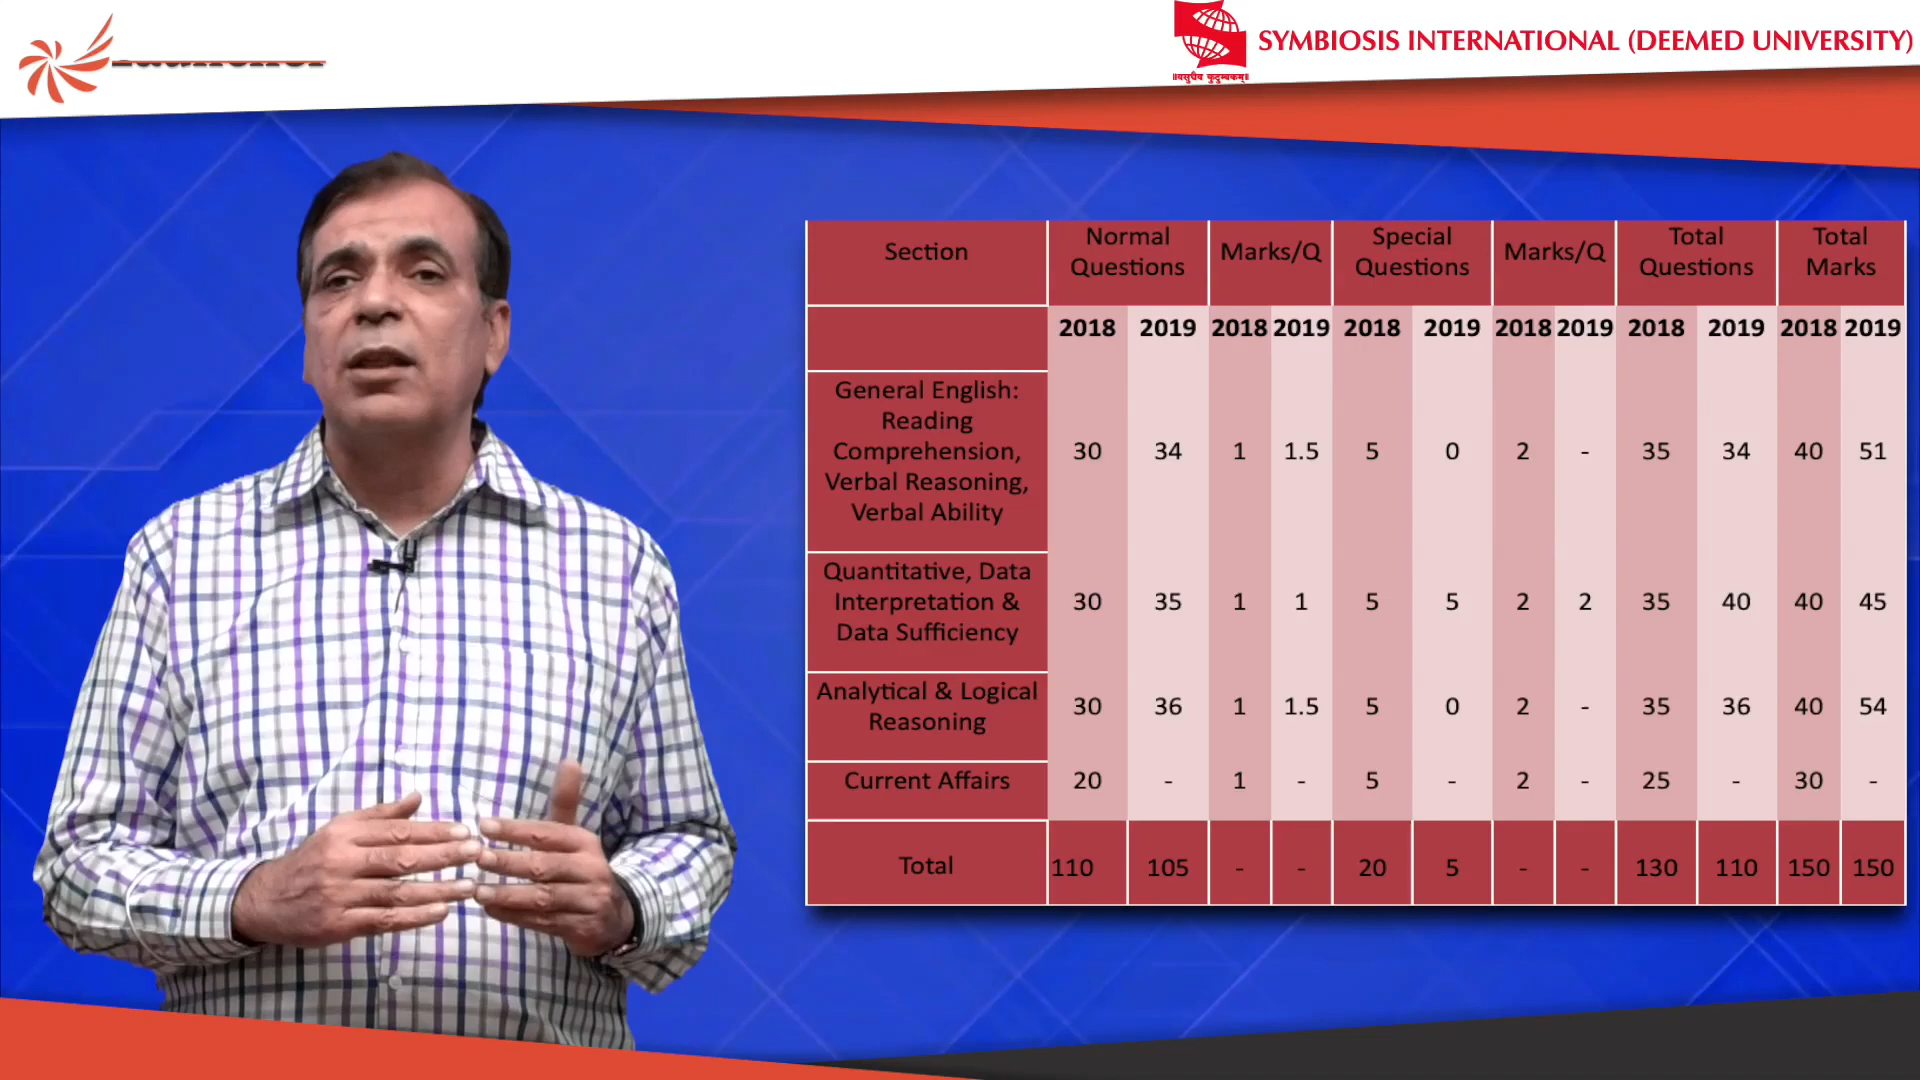 SYMBIOSIS INTERNATIONAL (DEEMED UNIVERSITY)
॥वसुधैव कुटुम्बकम्॥
Section Normal Questions Marks/Q Special Questions Marks/Q Total Questions Total Marks
2018 2019 2018 2019 2018 2019 2018 2019 2018 2019 2018 2019
General English:
Reading
Comprehension,
Verbal Reasoning,
Verbal Ability
30 34 1 1.5 5 0 2 - 35 34 40 51
Quantitative, Data
Interpretation &
Data Sufficiency
30 35 1 1 5 5 2 2 35 40 40 45
Analytical & Logical
Reasoning
30 36 1 1.5 5 0 2 - 35 36 40 54
Current Affairs 20 - 1 - 5 - 2 - 25 - 30 -
Total 110 105 - - 20 5 - - 130 110 150 150